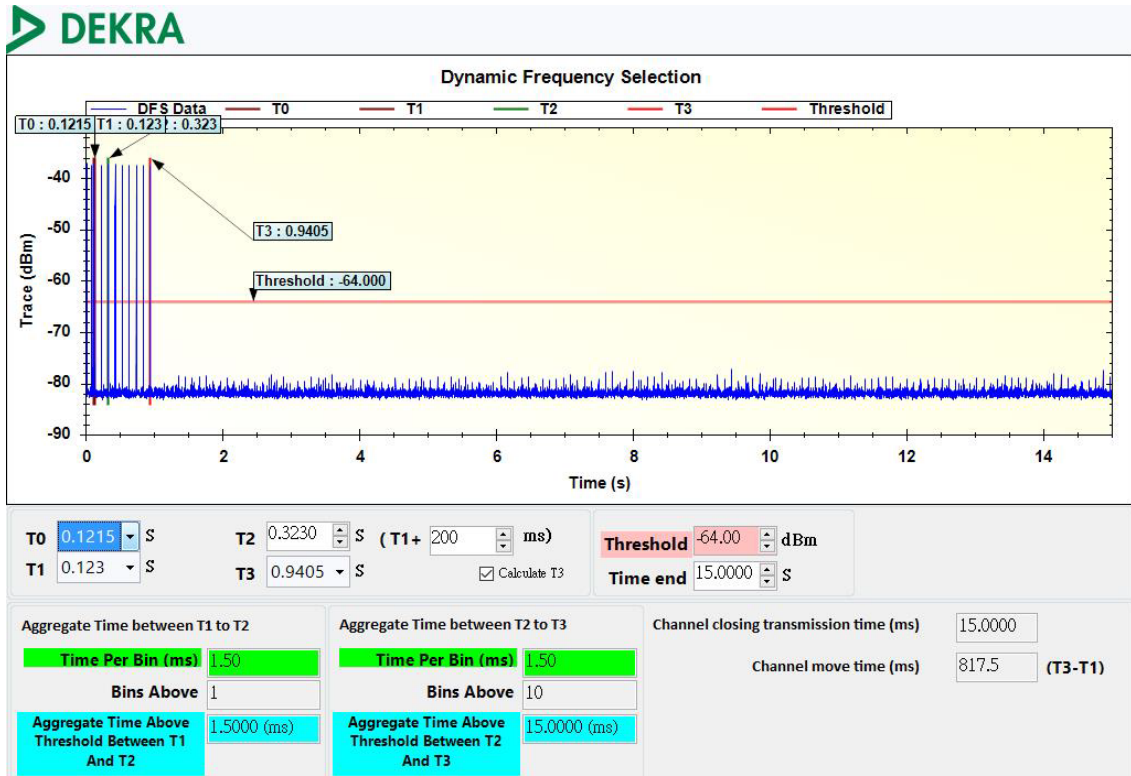 DEKRA
Dynamic Frequency Selection
DFS Data T0 T1 T2 T3 Threshold
T0 : 0.1215 T1 : 0.123 2 : 0.323
T3 : 0.9405
Threshold : -64.000
Trace (dBm)
-40
-50
-60
-70
-80
-90
0 2 4 6 8 10 12 14
Time (s)
T0 0.1215 S T2 0.3230 S (T1+ 200 ms) Threshold -64.00 dBm
T1 0.123 S T3 0.9405 S Calculate T3 Time end 15.0000 S
Aggregate Time between T1 to T2
Time Per Bin (ms) 1.50
Bins Above 1
Aggregate Time Above
Threshold Between T1
And T2
1.5000 (ms)
Aggregate Time between T2 to T3
Time Per Bin (ms) 1.50
Bins Above 10
Aggregate Time Above
Threshold Between T2
And T3
15.0000 (ms)
Channel closing transmission time (ms) 15.0000
Channel move time (ms) 817.5 (T3-T1)